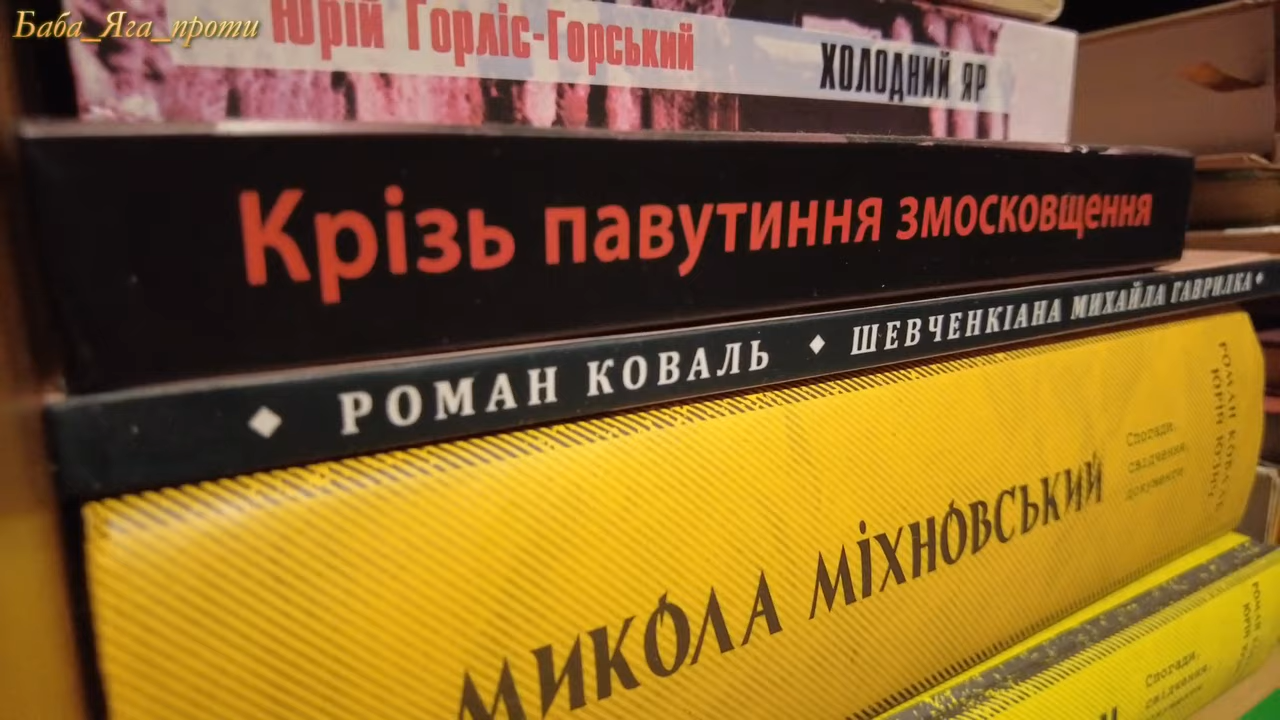 Баба_Яга_проти
Юрій Горліс-Горський
ХОЛОДНИЙ ЯР
Крізь павутиння змосковщення
РОМАН КОВАЛЬ
ШЕВЧЕНКІАНА МИХАЙЛА ГАВРИЛКА
МИКОЛА МІХНОВСЬКИЙ
Спогади,
свідчення,
документи
РОМАН КОВАЛЬ
ЮРІЙ
Спогади,
свідчення,